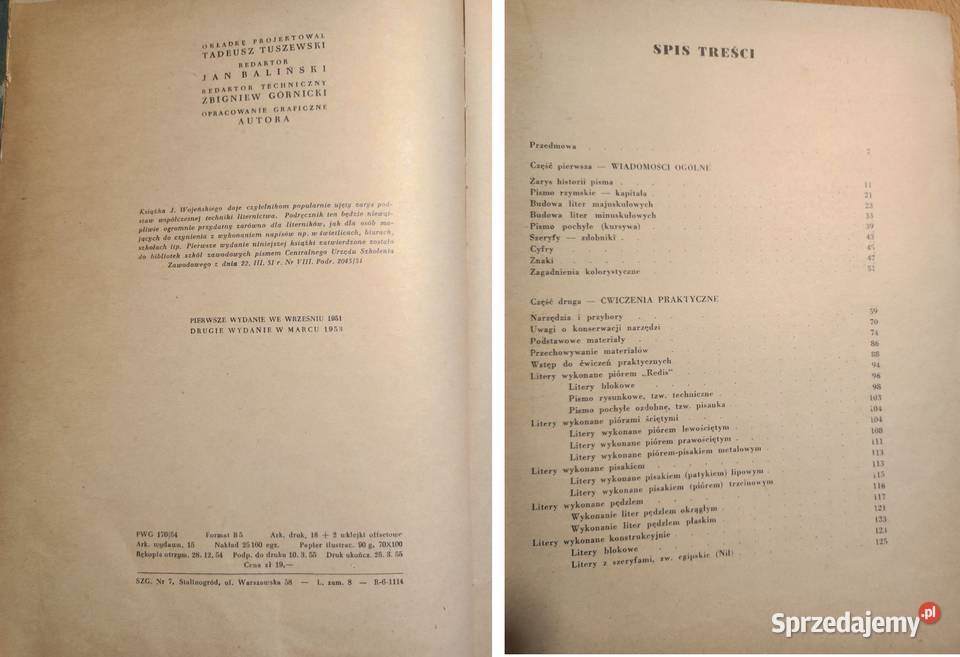 OKŁADKĘ PROJEKTOWAŁ
TADEUSZ TUSZEWSKI
REDAKTOR
JAN BALIŃSKI
REDAKTOR TECHNICZNY
ZBIGNIEW GÓRNICKI
OPRACOWANIE GRAFICZNE
AUTORA
Książka J. Wojeńskiego daje czytelnikom popularnie ujęty zarys pod-
staw współczesnej techniki liternictwa. Podręcznik ten będzie niewąt-
pliwie ogromnie przydatny zarówno dla literników, jak dla osób ma-
jących do czynienia z wykonaniem napisów np. w świetlicach, biurach,
szkołach itp. Pierwsze wydanie niniejszej książki zatwierdzone zostało
do bibliotek szkół zawodowych pismem Centralnego Urzędu Szkolenia
Zawodowego z dnia 22. III. 51 r. Nr VIII. Podr. 2045/51
PIERWSZE WYDANIE WE WRZEŚNIU 1951
DRUGIE WYDANIE W MARCU 1953
PWG 170/54 Format B5 Ark. druk. 18 + 2 wklejki offsetowe
Ark. wydawn. 15 Nakład 25160 egz. Papier ilustrac. 90 g, 70X100
Rękopis otrzym. 28. 12. 54 Podp. do druku 10. 3. 55 Druk ukończ. 25. 3. 55
Cena zł 19,—
SZG. Nr 7, Stalinogród, ul. Warszawska 58 — L. zam. 8 — R-6-1114
SPIS TREŚCI
Przedmowa 7
Część pierwsza — WIADOMOŚCI OGÓLNE
Zarys historii pisma 11
Pismo rzymskie — kapitała 21
Budowa liter majuskułowych 23
Budowa liter minuskułowych 33
Pismo pochyłe (kursywa) 39
Szeryfy — zdobniki 43
Cyfry 45
Znaki 47
Zagadnienia kolorystyczne 51
Część druga — ĆWICZENIA PRAKTYCZNE
Narzędzia i przybory 59
Uwagi o konserwacji narzędzi 70
Podstawowe materiały 74
Przechowywanie materiałów 86
Wstęp do ćwiczeń praktycznych 88
Litery wykonane piórem „Redis" 94
Litery blokowe 96
Pismo rysunkowe, tzw. techniczne 98
Pismo pochyłe ozdobne, tzw. pisanka 103
Litery wykonane piórami ściętymi 104
Litery wykonane piórem lewościętym 104
Litery wykonane piórem prawościętym 108
Litery wykonane piórem-pisakiem metalowym 111
Litery wykonane pisakiem 113
Litery wykonane pisakiem (patykiem) lipowym 113
Litery wykonane pisakiem (piórem) trzcinowym 115
Litery wykonane pędzlem 116
Wykonanie liter pędzlem okrągłym 117
Wykonanie liter pędzlem płaskim 121
Litery wykonane konstrukcyjnie 123
Litery blokowe 123
Litery z szeryfami, zw. egipskie (Nil) 125
Sprzedajemy.pl